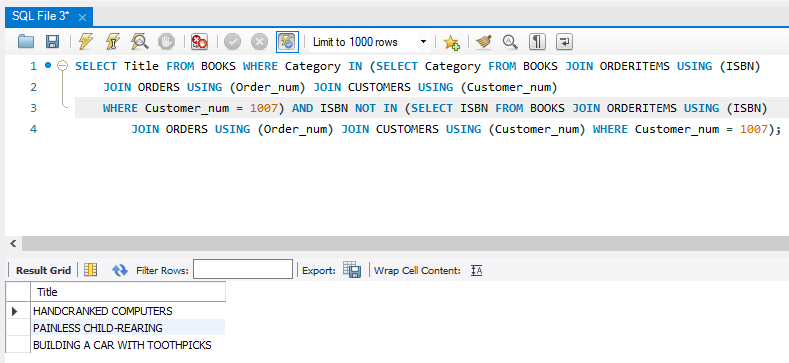 SQL File 3*
Limit to 1000 rows
1 SELECT Title FROM BOOKS WHERE Category IN (SELECT Category FROM BOOKS JOIN ORDERITEMS USING (ISBN)
2 JOIN ORDERS USING (Order_num) JOIN CUSTOMERS USING (Customer_num)
3 WHERE Customer_num = 1007) AND ISBN NOT IN (SELECT ISBN FROM BOOKS JOIN ORDERITEMS USING (ISBN)
4 JOIN ORDERS USING (Order_num) JOIN CUSTOMERS USING (Customer_num) WHERE Customer_num = 1007);
Result Grid Filter Rows: Export: Wrap Cell Content:
Title
HANDCRANKED COMPUTERS
PAINLESS CHILD-REARING
BUILDING A CAR WITH TOOTHPICKS